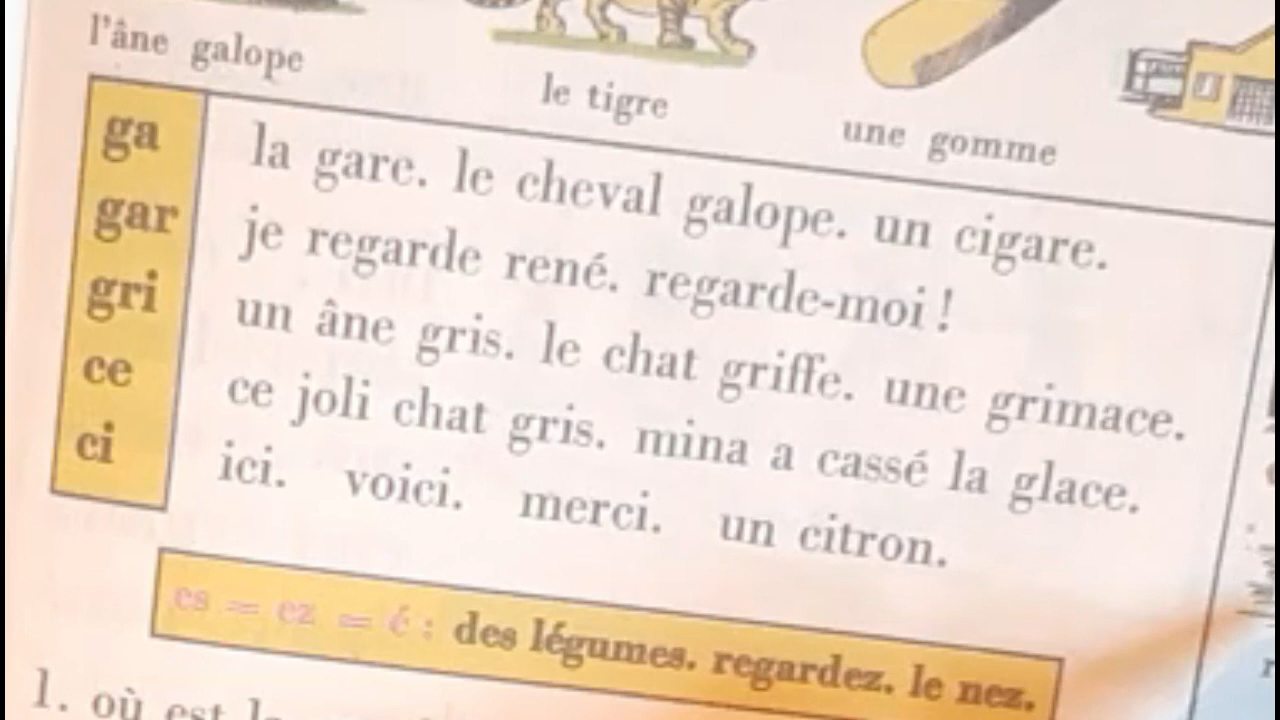 l'âne galope
le tigre
une gomme
ga
gar
gri
ce
ci
la gare. le cheval galope. un cigare.
je regarde rené. regarde-moi !
un âne gris. le chat griffe. une grimace.
ce joli chat gris. mina a cassé la glace.
ici. voici. merci. un citron.
es = ez = é : des légumes. regardez. le nez.
1. où est